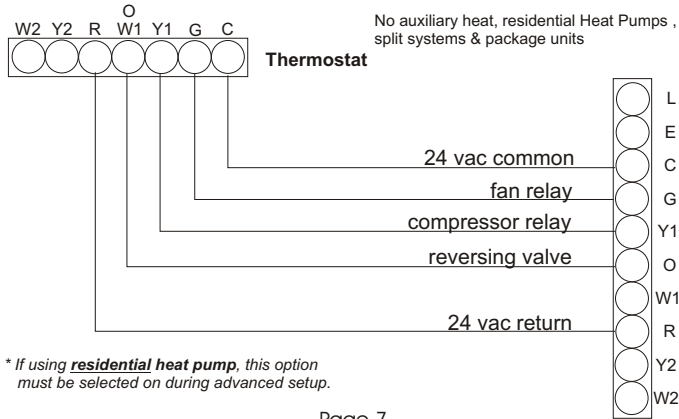 O
W2 Y2 R W1 Y1 G C
No auxiliary heat, residential Heat Pumps ,
split systems & package units
Thermostat
L
E
24 vac common C
fan relay G
compressor relay Y1
reversing valve O
W1
24 vac return R
Y2
W2
* If using residential heat pump, this option
must be selected on during advanced setup.
Page 7